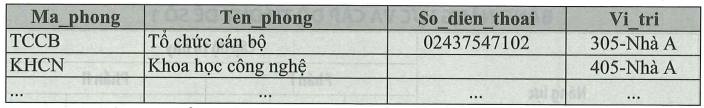 Ma_phong Ten_phong So_dien_thoai Vi_tri
TCCB Tổ chức cán bộ 02437547102 305-Nhà A
KHCN Khoa học công nghệ 405-Nhà A
... ... ... ...